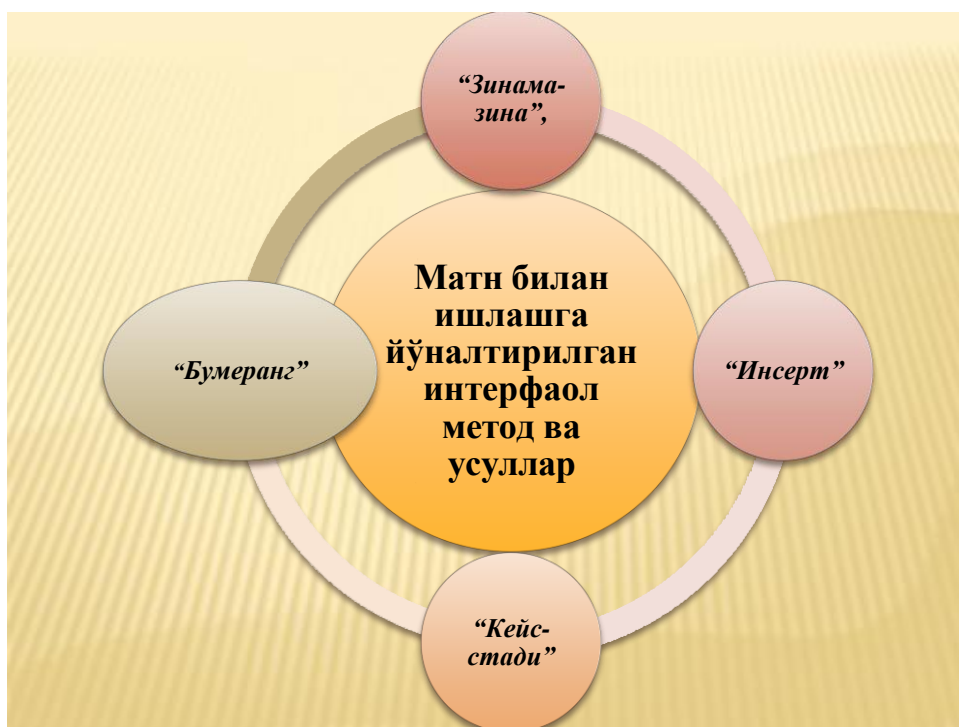 “Зинама-
зина”,
Матн билан
ишлашга
йўналтирилган
интерфаол
метод ва
усуллар
“Бумеранг”
“Инсерт”
“Кейс-
стади”